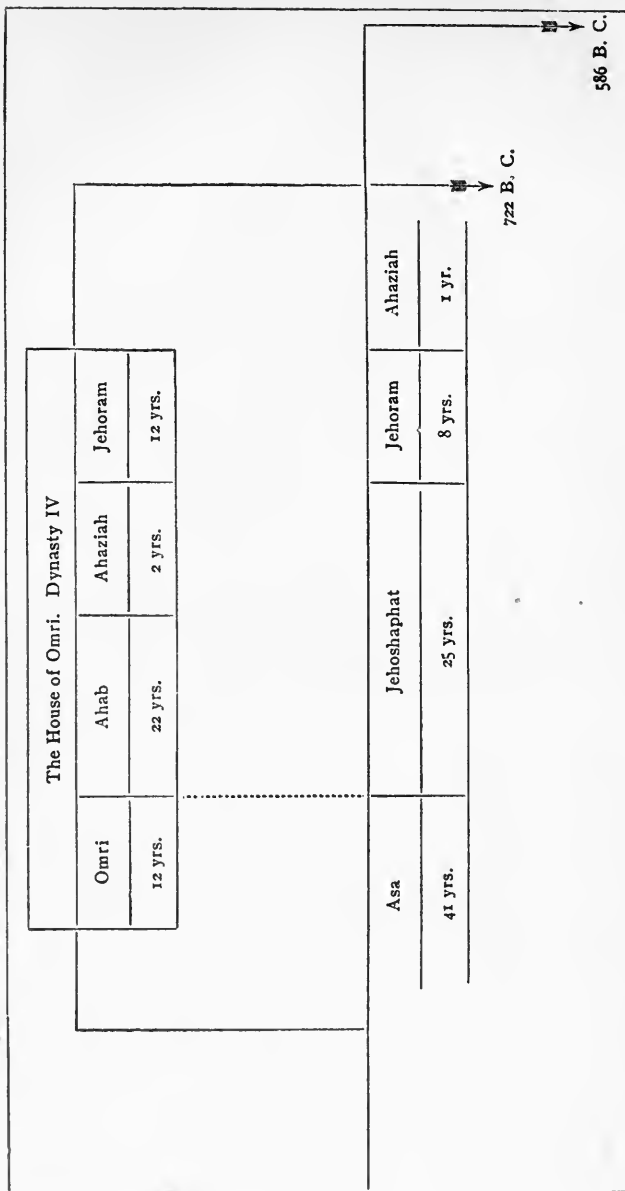 The House of Omri. Dynasty IV
Omri Ahab Ahaziah Jehoram
12 yrs. 22 yrs. 2 yrs. 12 yrs.
Asa Jehoshaphat Jehoram Ahaziah
41 yrs. 25 yrs. 8 yrs. 1 yr.
722 B. C.
586 B. C.